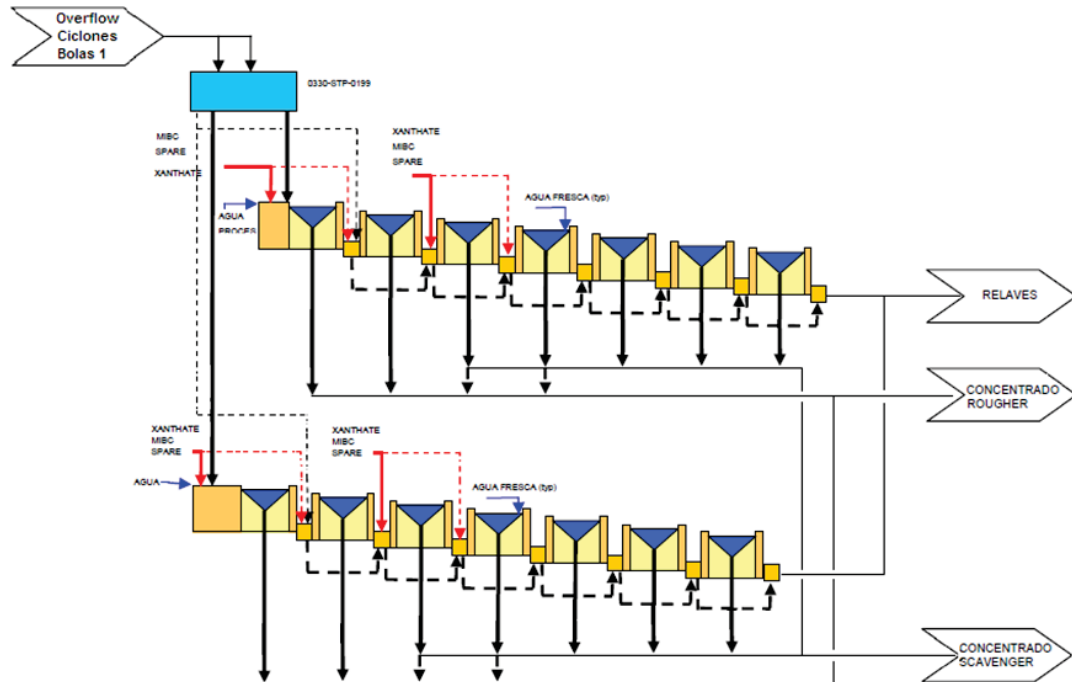 Overflow
Ciclones
Bolas 1
0330-STP-0199
MIBC
SPARE
XANTHATE
XANTHATE
MIBC
SPARE
AGUA
PROCES
AGUA FRESCA (typ)
RELAVES
CONCENTRADO
ROUGHER
XANTHATE
MIBC
SPARE
XANTHATE
MIBC
SPARE
AGUA
AGUA FRESCA (typ)
CONCENTRADO
SCAVENGER